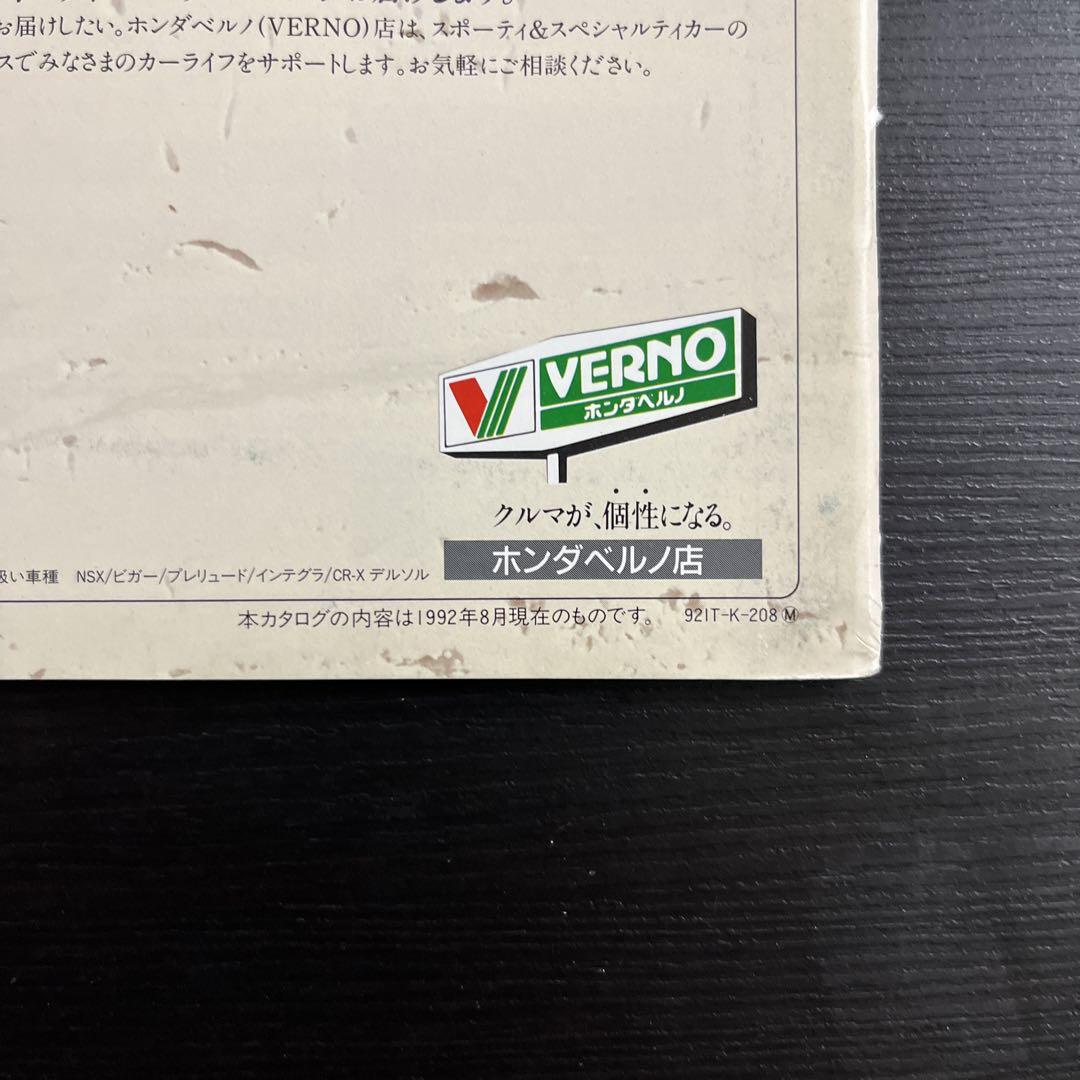 お届けしたい。ホンダベルノ(VERNO)店は、スポーティ&スペシャルティカーの
スでみなさまのカーライフをサポートします。お気軽にご相談ください。
VERNO
ホンダベルノ
クルマが、個性になる。
ホンダベルノ店
扱い車種 NSX/ビガー/プレリュード/インテグラ/CR-X デルソル
本カタログの内容は1992年8月現在のものです。 921T-K-208 M